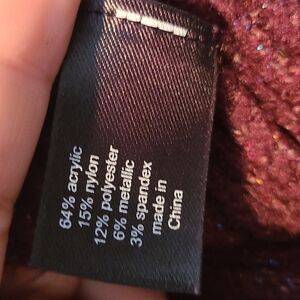 64% acrylic
15% nylon
12% polyester
6% metallic
3% spandex
made in
China